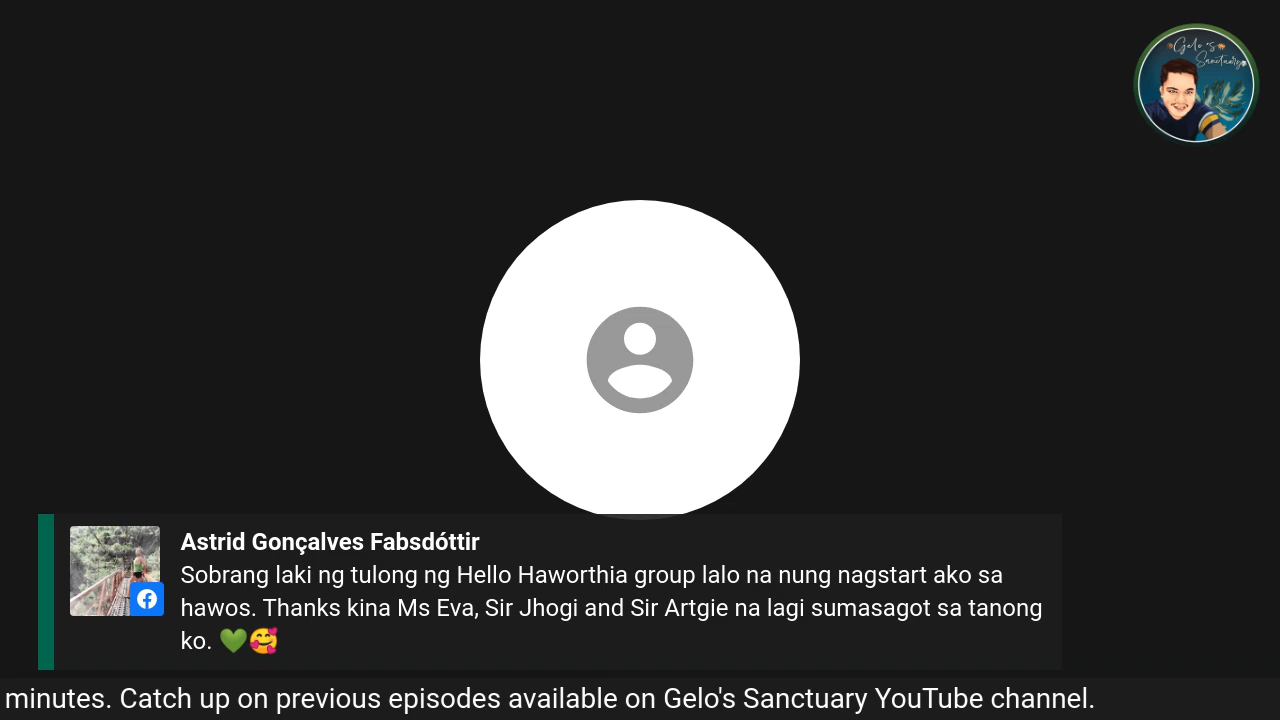 Gelo's
Sanctuary
Astrid Gonçalves Fabsdóttir
Sobrang laki ng tulong ng Hello Haworthia group lalo na nung nagstart ako sa
hawos. Thanks kina Ms Eva, Sir Jhogi and Sir Artgie na lagi sumasagot sa tanong
ko. 💚🥰
minutes. Catch up on previous episodes available on Gelo's Sanctuary YouTube channel.